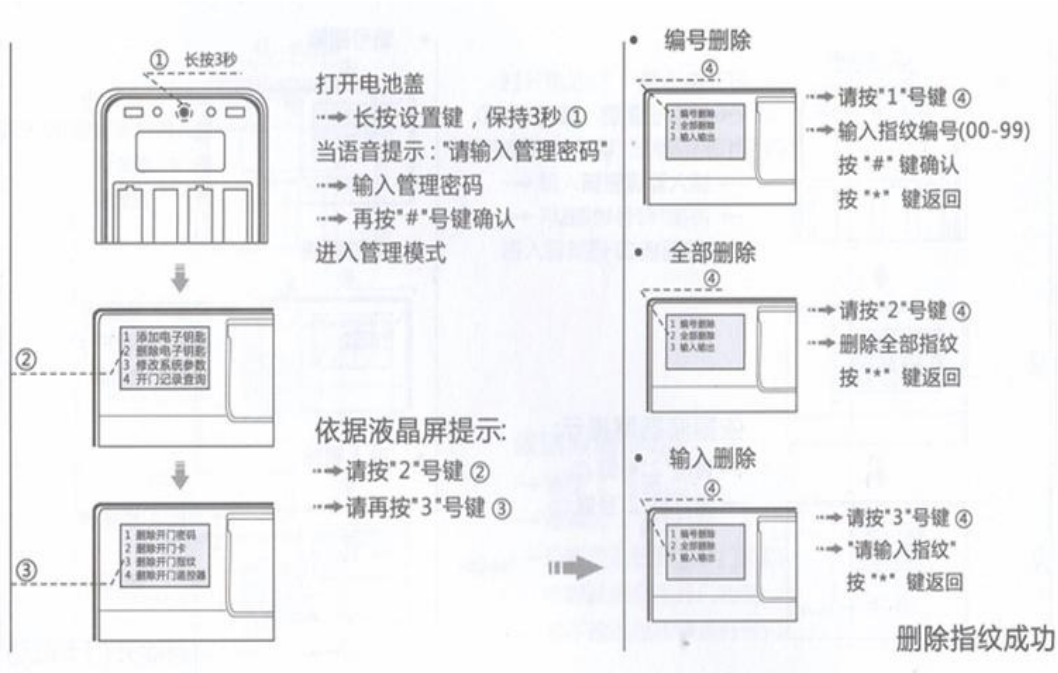 ① 长按3秒
打开电池盖
长按设置键，保持3秒 ①
当语音提示："请输入管理密码"
输入管理密码
再按"#"号键确认
进入管理模式
②
1 添加电子钥匙
2 删除电子钥匙
3 修改系统参数
4 开门记录查询
依据液晶屏提示:
请按"2"号键 ②
请再按"3"号键 ③
③
1 删除开门密码
2 删除开门卡
3 删除开门指纹
4 删除开门遥控器
• 编号删除
④
1 编号删除
2 全部删除
3 输入输出
请按"1"号键 ④
输入指纹编号(00-99)
按 "#" 键确认
按 "*" 键返回
• 全部删除
④
1 编号删除
2 全部删除
3 输入输出
请按"2"号键 ④
删除全部指纹
按 "*" 键返回
• 输入删除
④
1 编号删除
2 全部删除
3 输入输出
请按"3"号键 ④
"请输入指纹"
按 "*" 键返回
删除指纹成功